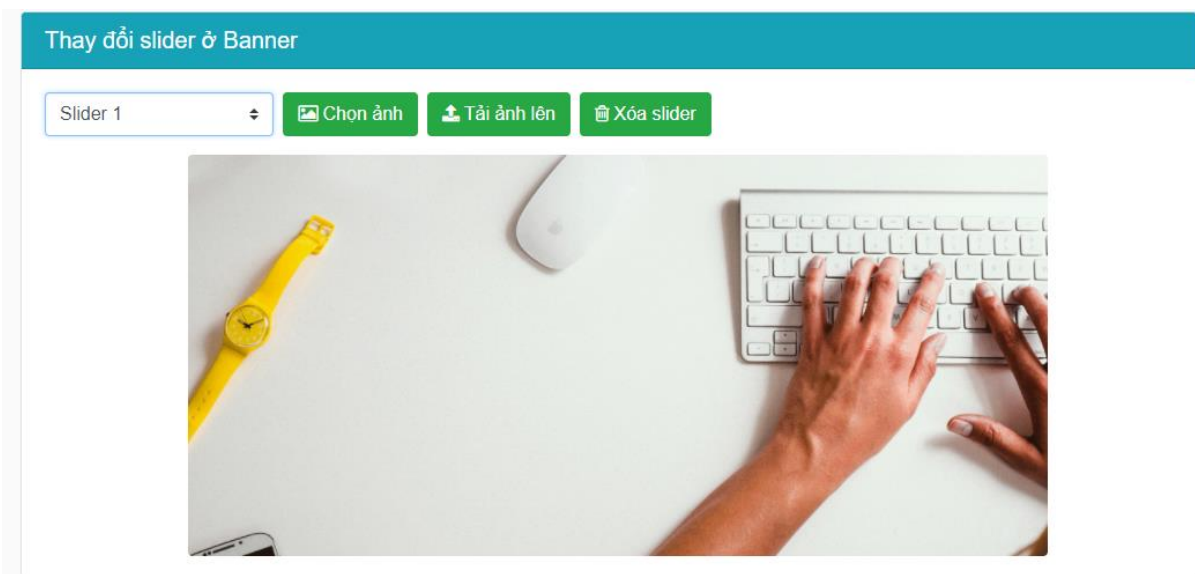 Thay đổi slider ở Banner
Slider 1 Chọn ảnh Tải ảnh lên Xóa slider